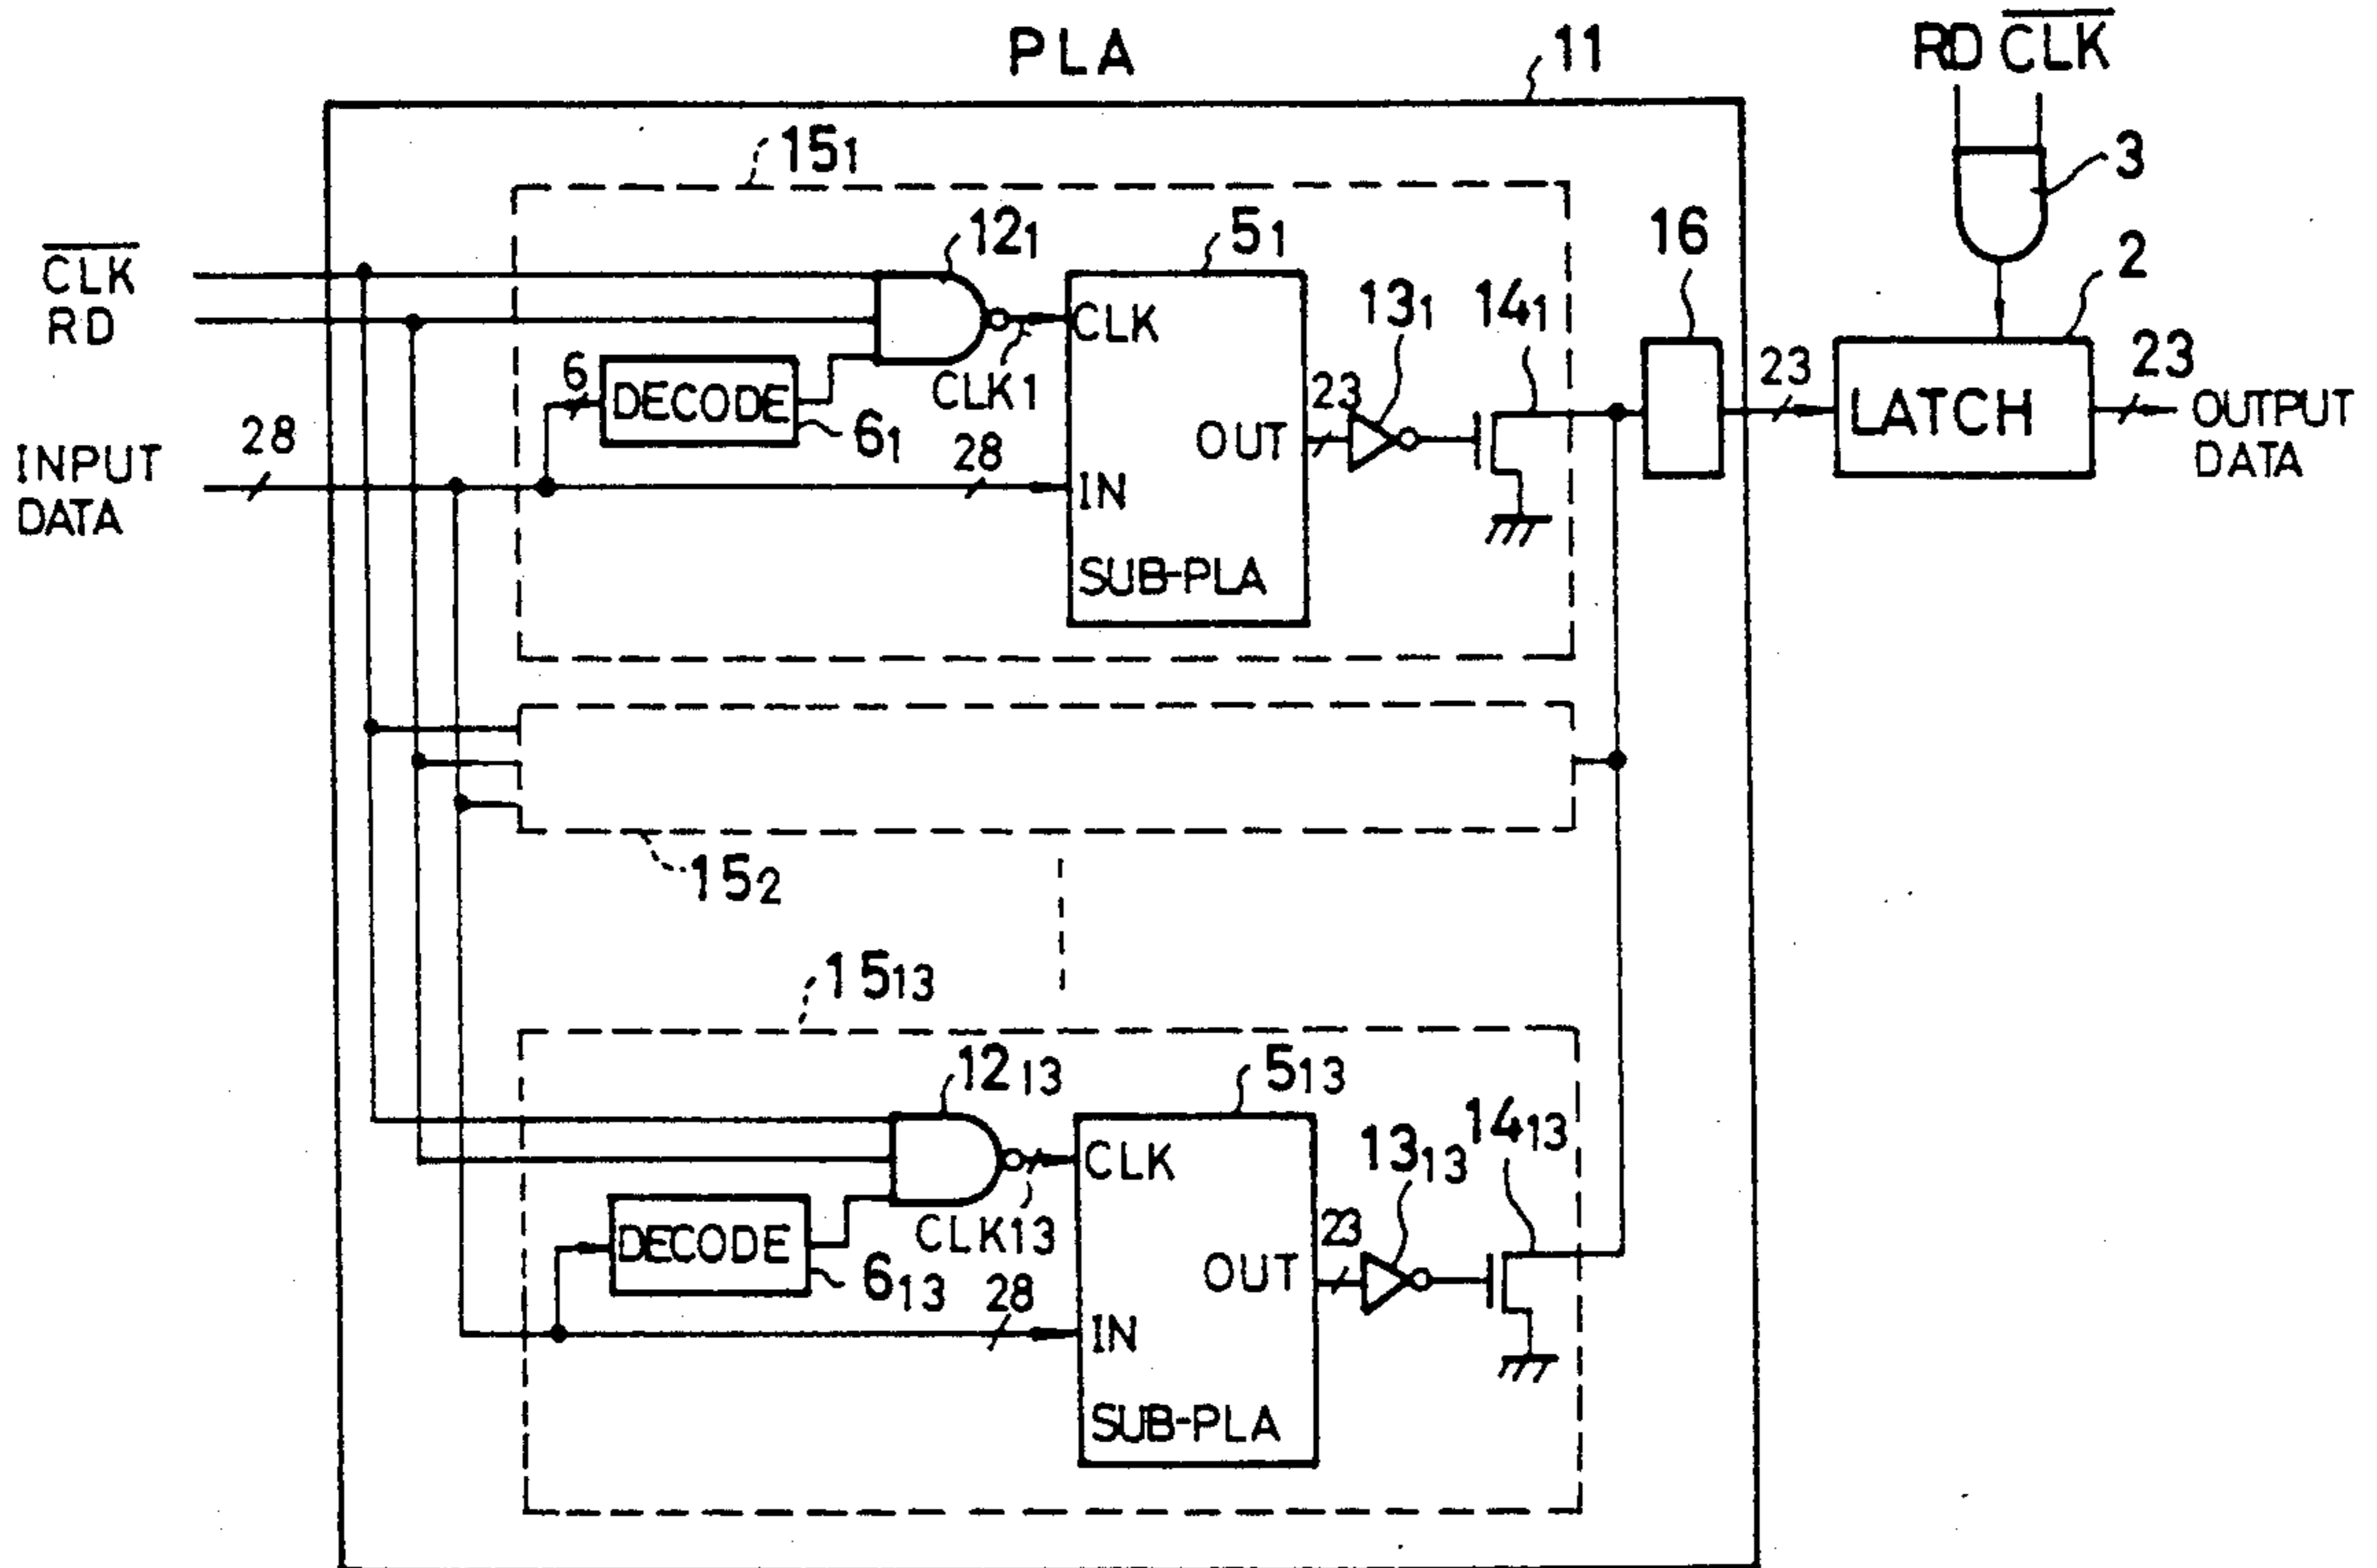 PLA
11
RD C̅L̅K̅
3
15₁
12₁
5₁
16
2
C̅L̅K̅
RD
CLK
13₁
14₁
6
DECODE
CLK1
6₁
23
23
LATCH
23
OUTPUT
DATA
28
INPUT
DATA
28
OUT
IN
SUB-PLA
15₂
15₁₃
12₁₃
5₁₃
13₁₃
14₁₃
CLK
DECODE
CLK13
6₁₃
28
23
OUT
IN
SUB-PLA